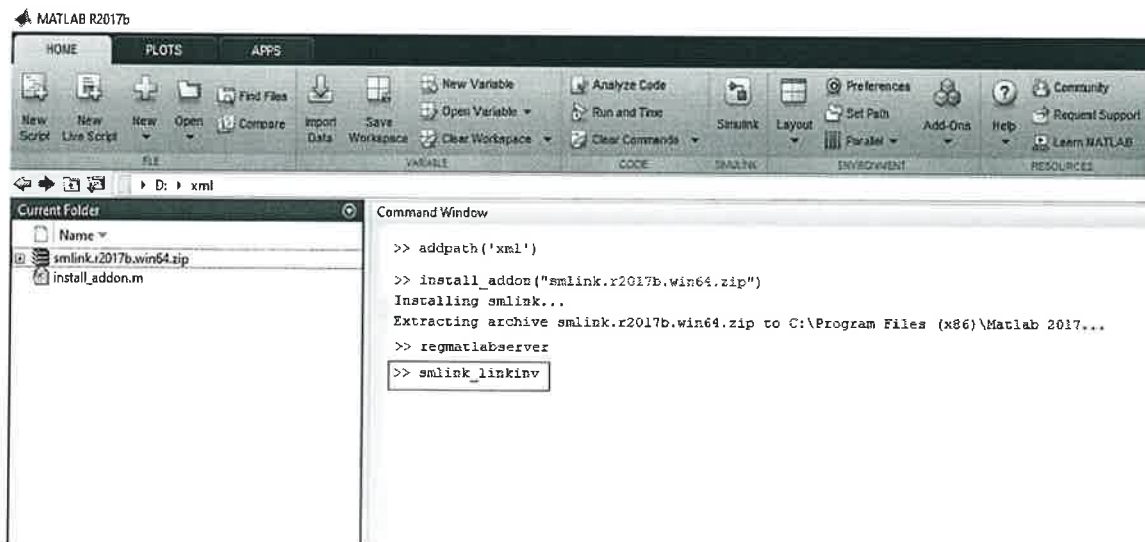 MATLAB R2017b
HOME PLOTS APPS
New Script
New Live Script
New
Open
Find Files
Compare
Import Data
Save Workspace
New Variable
Open Variable
Clear Workspace
Analyze Code
Run and Time
Clear Commands
Simulink
Layout
Preferences
Set Path
Parallel
Add-Ons
Help
Community
Request Support
Learn MATLAB
FILE VARIABLE CODE SIMULINK ENVIRONMENT RESOURCES
D: xml
Current Folder
Name
smlink.r2017b.win64.zip
install_addon.m
Command Window
>> addpath('xml')
>> install_addon("smlink.r2017b.win64.zip")
Installing smlink...
Extracting archive smlink.r2017b.win64.zip to C:\Program Files (x86)\Matlab 2017...
>> regmatlabserver
>> smlink_linkinv